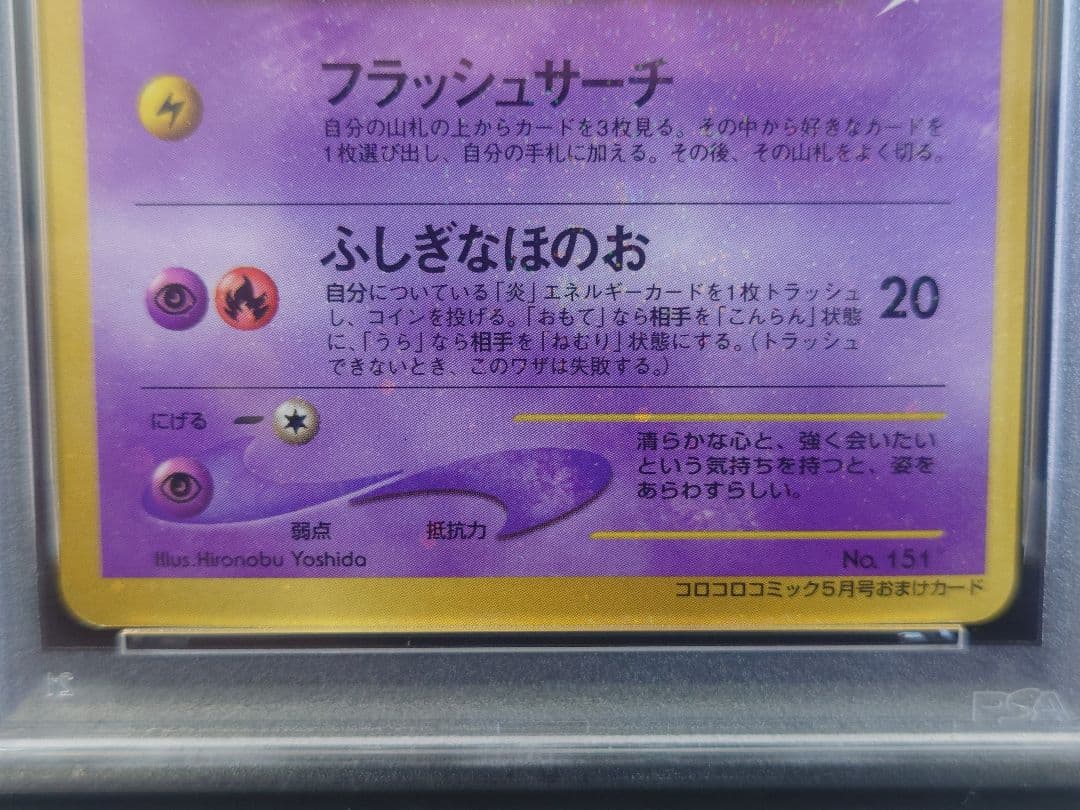 フラッシュサーチ
自分の山札の上からカードを3枚見る。その中から好きなカードを
1枚選び出し、自分の手札に加える。その後、その山札をよく切る。
ふしぎなほのお
20
自分についている「炎」エネルギーカードを1枚トラッシュ
し、コインを投げる。「おもて」なら相手を「こんらん」状態
に、「うら」なら相手を「ねむり」状態にする。(トラッシュ
できないとき、このワザは失敗する。)
にげる
清らかな心と、強く会いたい
という気持ちを持つと、姿を
あらわすらしい。
弱点
抵抗力
Illus.Hironobu Yoshida
No. 151
コロコロコミック5月号おまけカード
PSA